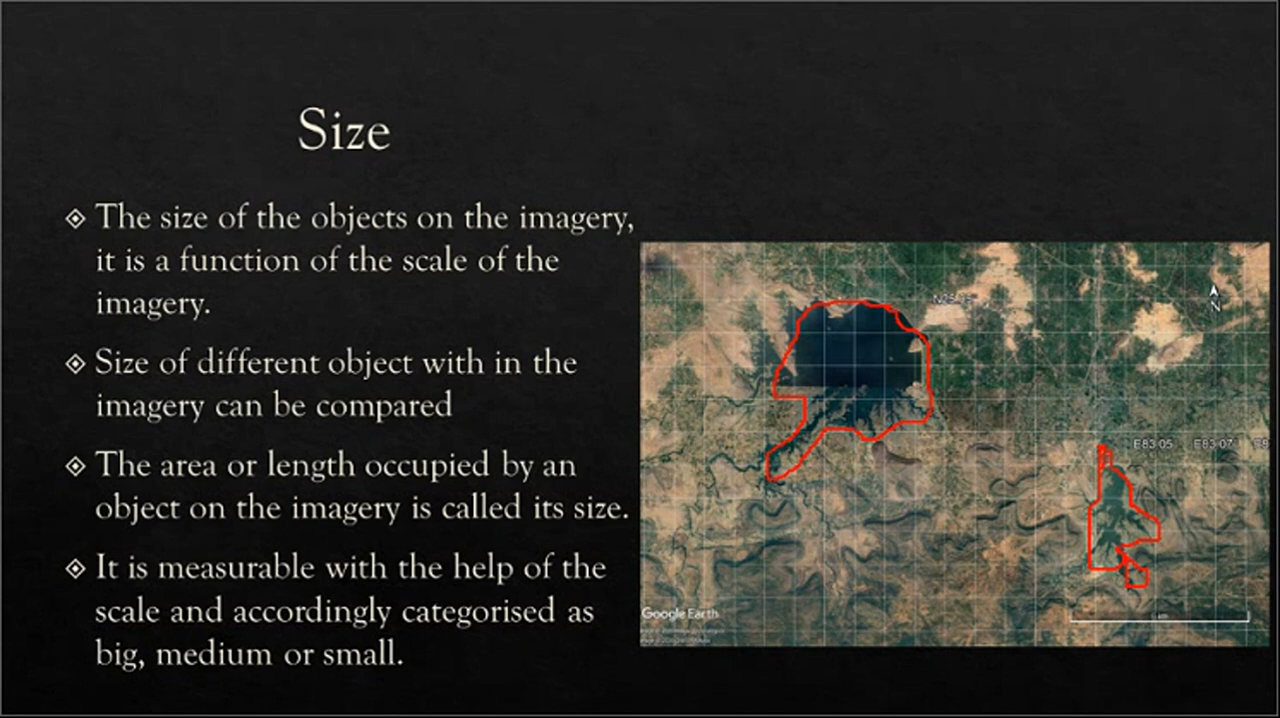 Size
The size of the objects on the imagery,
it is a function of the scale of the
imagery.
Size of different object with in the
imagery can be compared
The area or length occupied by an
object on the imagery is called its size.
It is measurable with the help of the
scale and accordingly categorised as
big, medium or small.
N
E83 05 E83 07
Google Earth